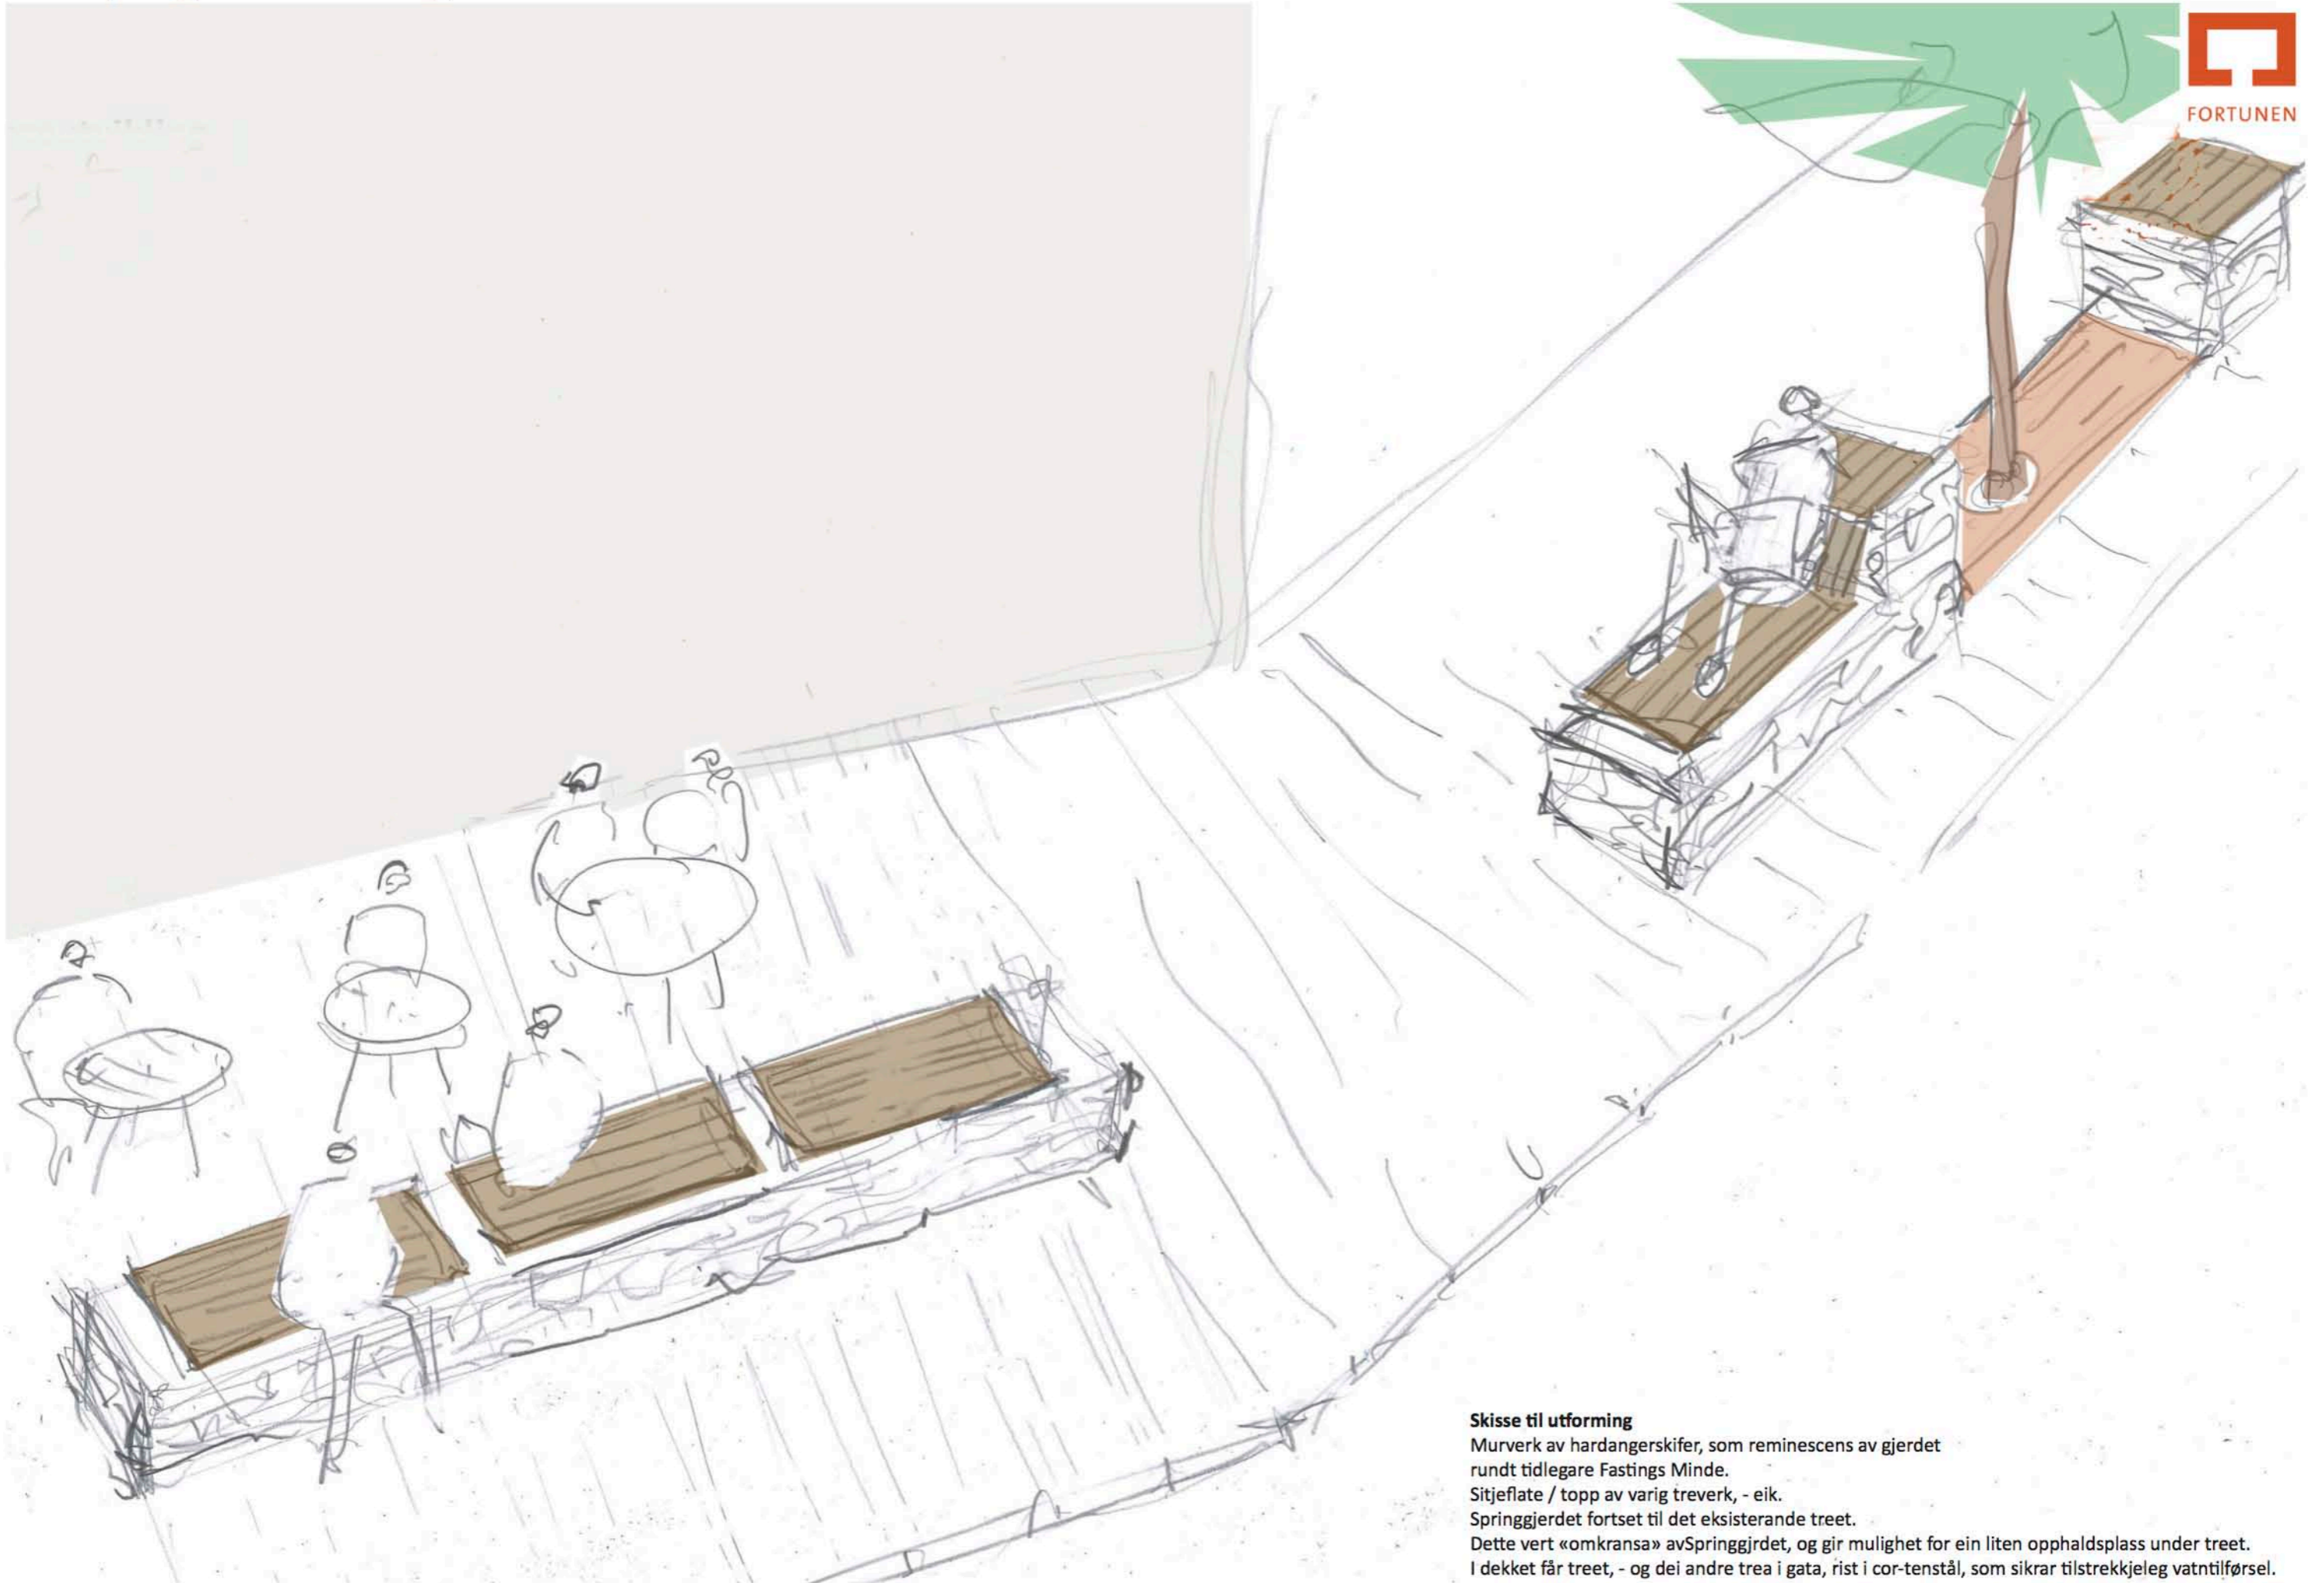 FORTUNEN
Skisse til utforming
Murverk av hardangerskifer, som reminescens av gjerdet
rundt tidlegare Fastings Minde.
Sitjeflate / topp av varig treverk, - eik.
Springgjerdet fortset til det eksisterande treet.
Dette vert «omkransa» avSpringgjrdet, og gir mulighet for ein liten opphaldsplass under treet.
I dekket får treet, - og dei andre trea i gata, rist i cor-tenstål, som sikrar tilstrekkjeleg vatntilførsel.